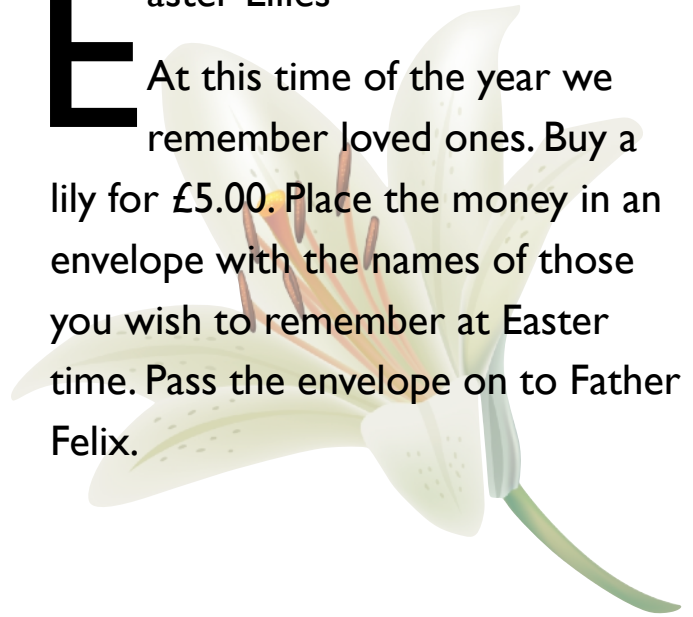 Easter Lilies
At this time of the year we
remember loved ones. Buy a
lily for £5.00. Place the money in an
envelope with the names of those
you wish to remember at Easter
time. Pass the envelope on to Father
Felix.